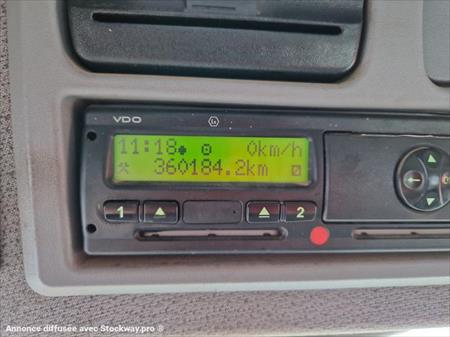 VDO
11:18 0km/h
360184.2km
1 2
Annonce diffusée avec Stockway.pro ®